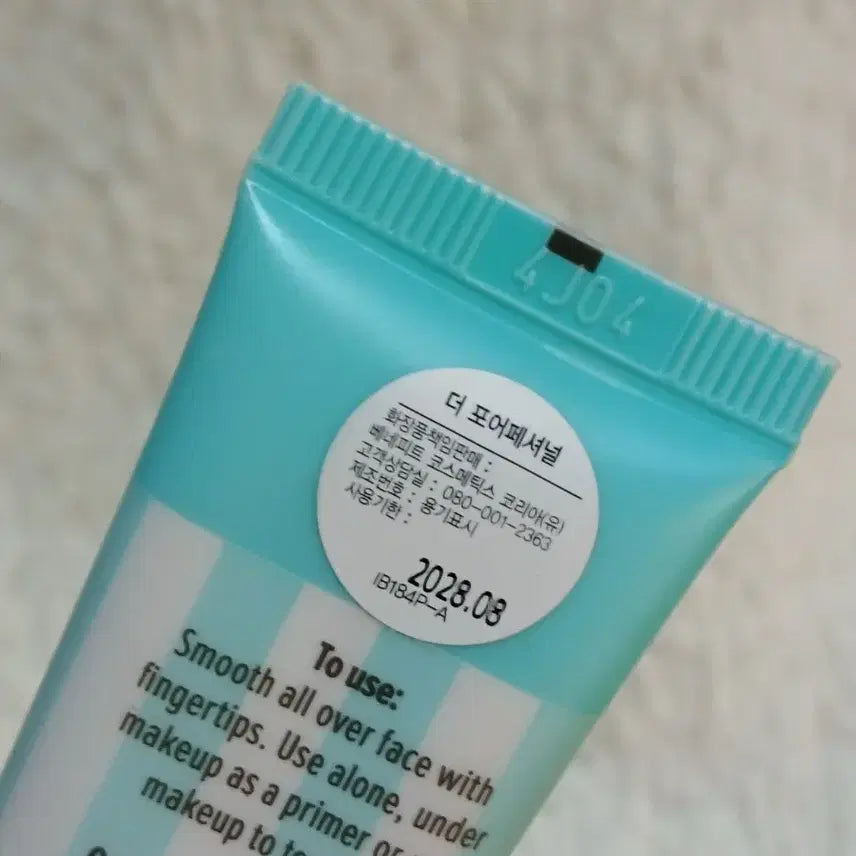 4J04
더 포어페셔널
화장품책임판매 :
베네피트 코스메틱스 코리아(유)
고객상담실 : 080-001-2363
제조번호 : 용기표시
사용기한 :
2028.08
IB184P-A
To use:
Smooth all over face with
fingertips. Use alone, under
makeup as a primer or
makeup to